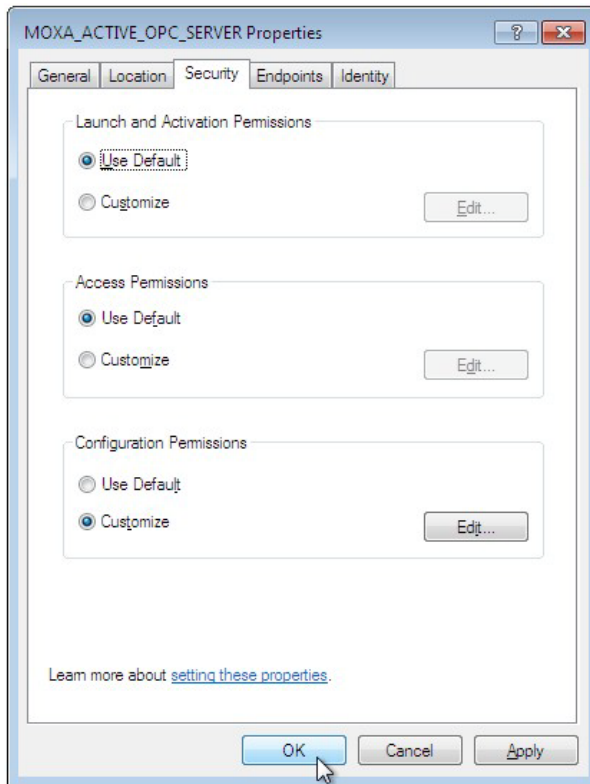 MOXA_ACTIVE_OPC_SERVER Properties
General Location Security Endpoints Identity
Launch and Activation Permissions
Use Default
Customize
Edit...
Access Permissions
Use Default
Customize
Edit...
Configuration Permissions
Use Default
Customize
Edit...
Learn more about setting these properties.
OK Cancel Apply